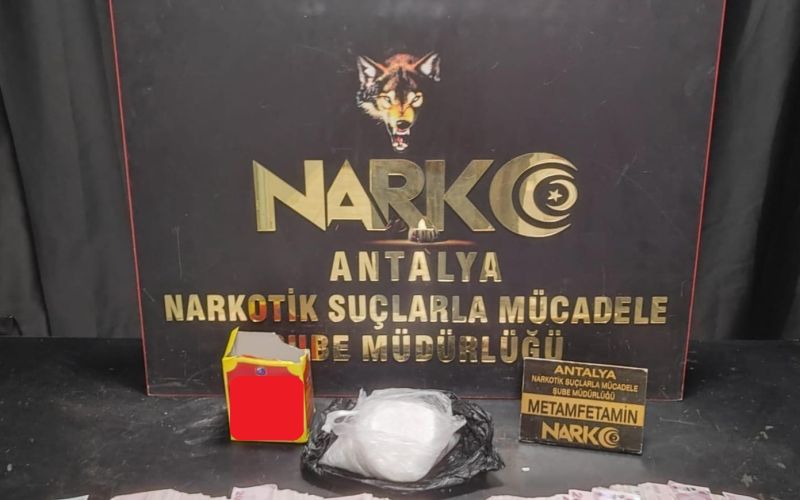 NARKO
ANTALYA
NARKOTİK SUÇLARLA MÜCADELE
ŞUBE MÜDÜRLÜĞÜ
ANTALYA
NARKOTİK SUÇLARLA MÜCADELE
ŞUBE MÜDÜRLÜĞÜ
METAMFETAMİN
NARKO